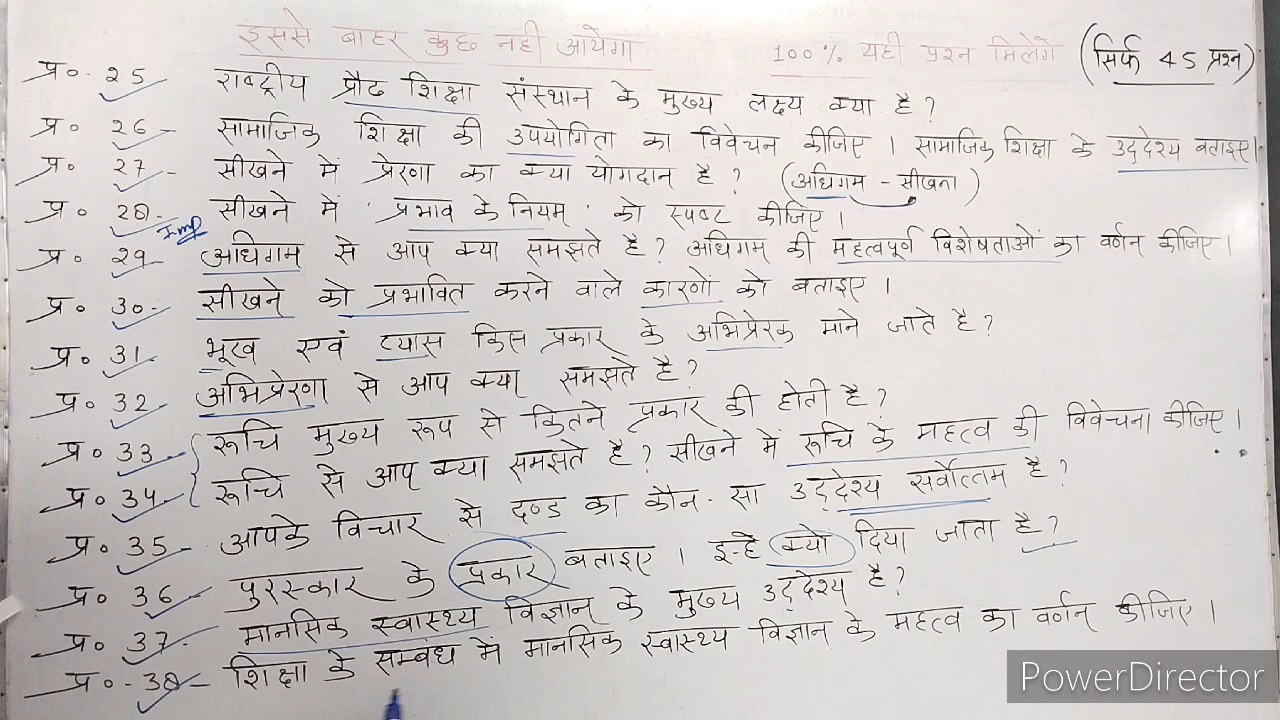 इससे बाहर कुछ नही आयेगा 100% यही प्रश्न मिलेंगे (सिर्फ 45 प्रश्न)
प्र०- 25 राष्ट्रीय प्रौढ शिक्षा संस्थान के मुख्य लक्ष्य क्या है?
प्र० 26- सामाजिक शिक्षा की उपयोगिता का विवेचन कीजिए। सामाजिक शिक्षा के उद्देश्य बताइए।
प्र० 27- सीखने में प्रेरणा का क्या योगदान है? (अधिगम - सीखना)
प्र० 28- सीखने में 'प्रभाव के नियम' को स्पष्ट कीजिए।
Imp
प्र० 29 अधिगम से आप क्या समझते है? अधिगम की महत्वपूर्ण विशेषताओं का वर्णन कीजिए।
प्र० 30- सीखने को प्रभावित करने वाले कारणों को बताइए।
प्र० 31 भूख एवं प्यास किस प्रकार के अभिप्रेरक माने जाते है?
प्र० 32 अभिप्रेरणा से आप क्या समझते है?
प्र० 33 रूचि मुख्य रूप से कितने प्रकार की होती है?
प्र० 34 रूचि से आप क्या समझते है? सीखने में रूचि के महत्व की विवेचना कीजिए।
प्र० 35 आपके विचार से दण्ड का कौन-सा उद्देश्य सर्वोत्तम है?
प्र० 36 पुरस्कार के प्रकार बताइए। इन्हे क्यो दिया जाता है?
प्र० 37 मानसिक स्वास्थ्य विज्ञान के मुख्य उद्देश्य है?
प्र०- 38- शिक्षा के सम्बंध में मानसिक स्वास्थ्य विज्ञान के महत्व का वर्णन कीजिए।
PowerDirector